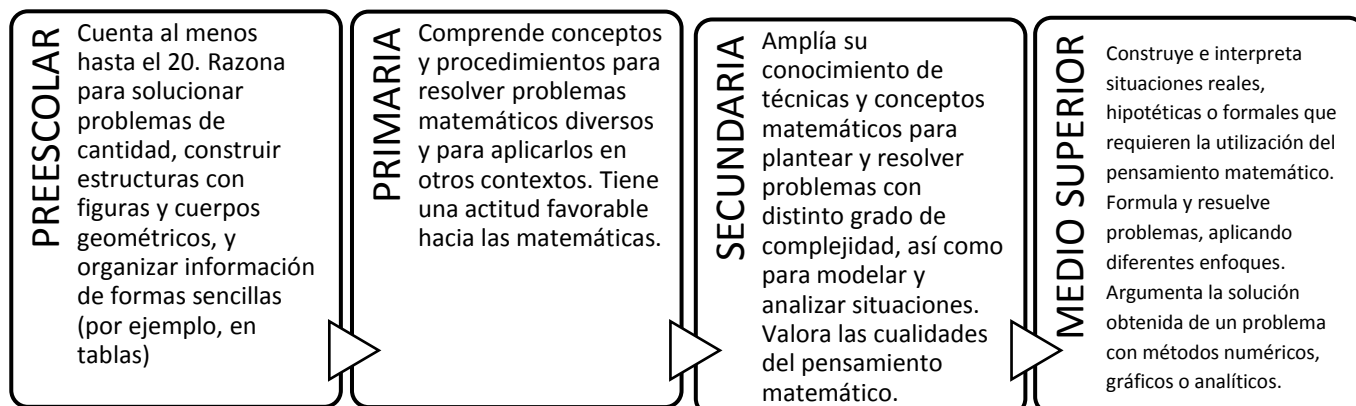 PREESCOLAR
Cuenta al menos
hasta el 20. Razona
para solucionar
problemas de
cantidad, construir
estructuras con
figuras y cuerpos
geométricos, y
organizar información
de formas sencillas
(por ejemplo, en
tablas)
PRIMARIA
Comprende conceptos
y procedimientos para
resolver problemas
matemáticos diversos
y para aplicarlos en
otros contextos. Tiene
una actitud favorable
hacia las matemáticas.
SECUNDARIA
Amplía su
conocimiento de
técnicas y conceptos
matemáticos para
plantear y resolver
problemas con
distinto grado de
complejidad, así como
para modelar y
analizar situaciones.
Valora las cualidades
del pensamiento
matemático.
MEDIO SUPERIOR
Construye e interpreta
situaciones reales,
hipotéticas o formales que
requieren la utilización del
pensamiento matemático.
Formula y resuelve
problemas, aplicando
diferentes enfoques.
Argumenta la solución
obtenida de un problema
con métodos numéricos,
gráficos o analíticos.